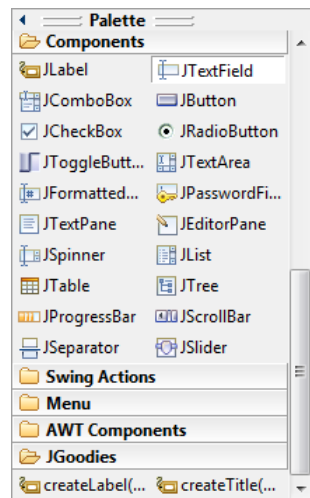 Palette
Components
JLabel JTextField
JComboBox JButton
JCheckBox JRadioButton
JToggleButt... JTextArea
JFormatted... JPasswordFi...
JTextPane JEditorPane
JSpinner JList
JTable JTree
JProgressBar JScrollBar
JSeparator JSlider
Swing Actions
Menu
AWT Components
JGoodies
createLabel(... createTitle(...